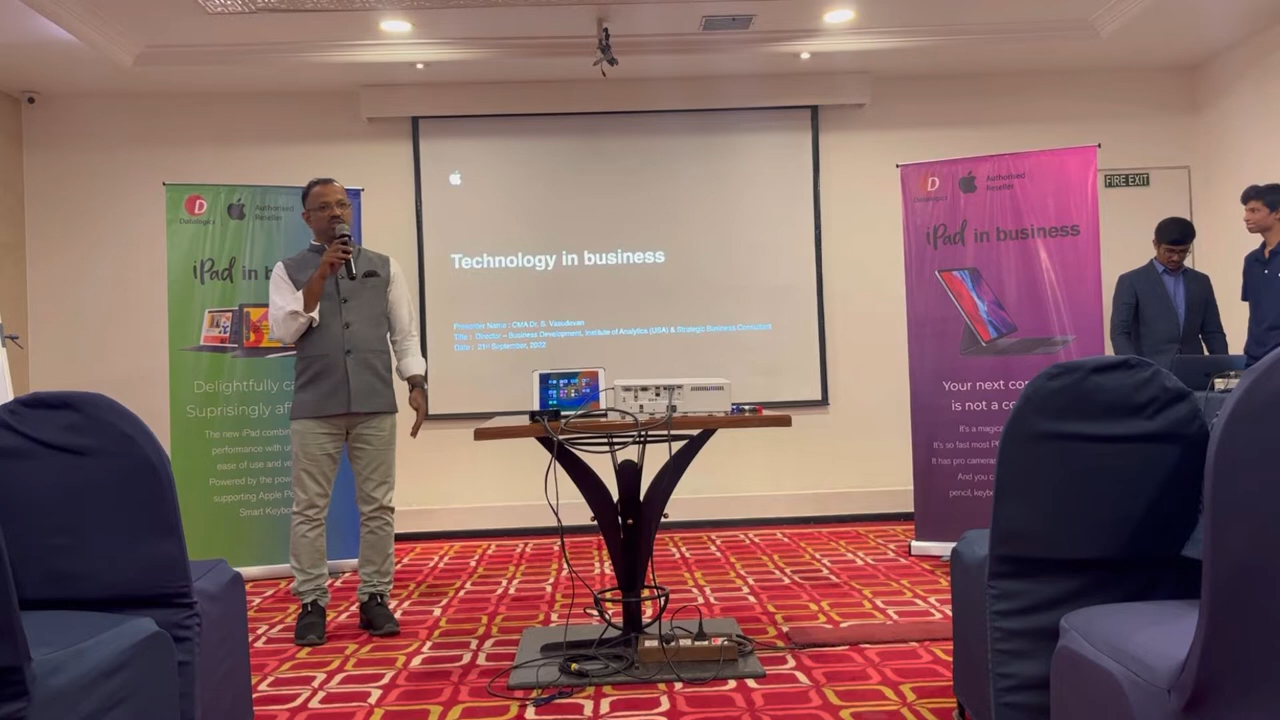 Datalogics
Authorised
Reseller
iPad in b
Delightfully ca
Suprisingly aff
The new iPad combin
performance with un
ease of use and ve
Powered by the powe
supporting Apple Pe
Smart Keybo
Technology in business
Presenter Name : CMA Dr. S. Vasudevan
Title : Director – Business Development, Institute of Analytics (USA) & Strategic Business Consultant
Date : 21st September, 2022
D
Datalogics
Authorised
Reseller
iPad in business
Your next co
is not a co
It's a magica
It's so fast most P
It has pro cameras
And you c
pencil, keyb
FIRE EXIT